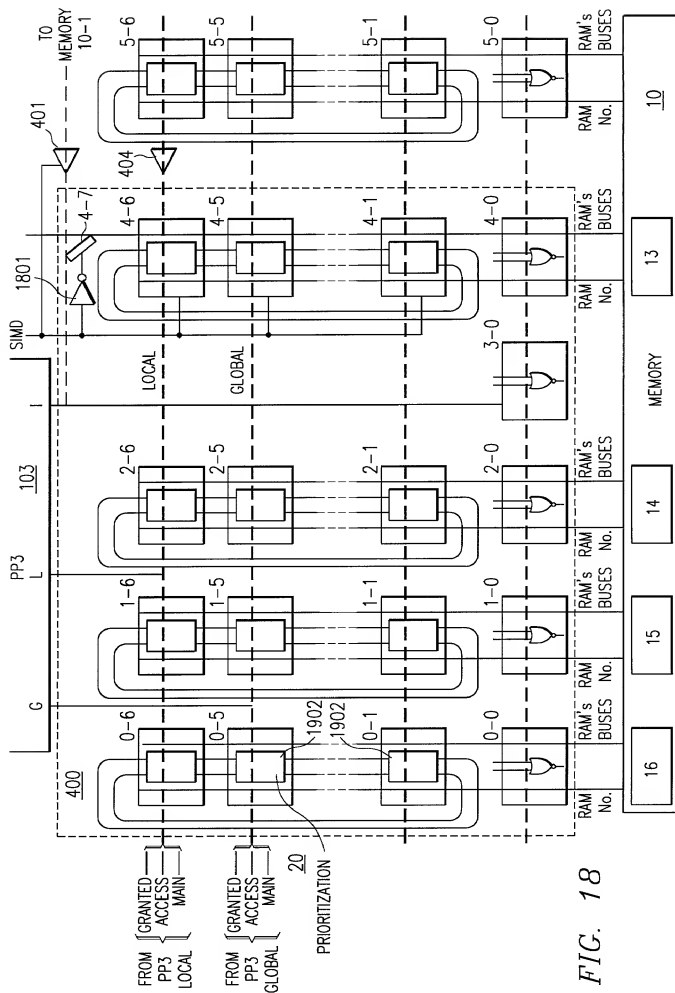 TO
MEMORY
10-1
401
SIMD
1801
4-7
404
PP3
103
G
L
I
400
LOCAL
GLOBAL
0-6
1-6
2-6
4-6
5-6
0-5
1-5
2-5
4-5
5-5
1902
1902
0-1
1-1
2-1
4-1
5-1
0-0
1-0
2-0
3-0
4-0
5-0
FROM
PP3
LOCAL
GRANTED
ACCESS
MAIN
FROM
PP3
GLOBAL
GRANTED
ACCESS
MAIN
20
PRIORITIZATION
RAM
No.
RAM's
BUSES
RAM
No.
RAM's
BUSES
RAM
No.
RAM's
BUSES
RAM
No.
RAM's
BUSES
RAM
No.
RAM's
BUSES
16
15
14
MEMORY
13
10
FIG. 18